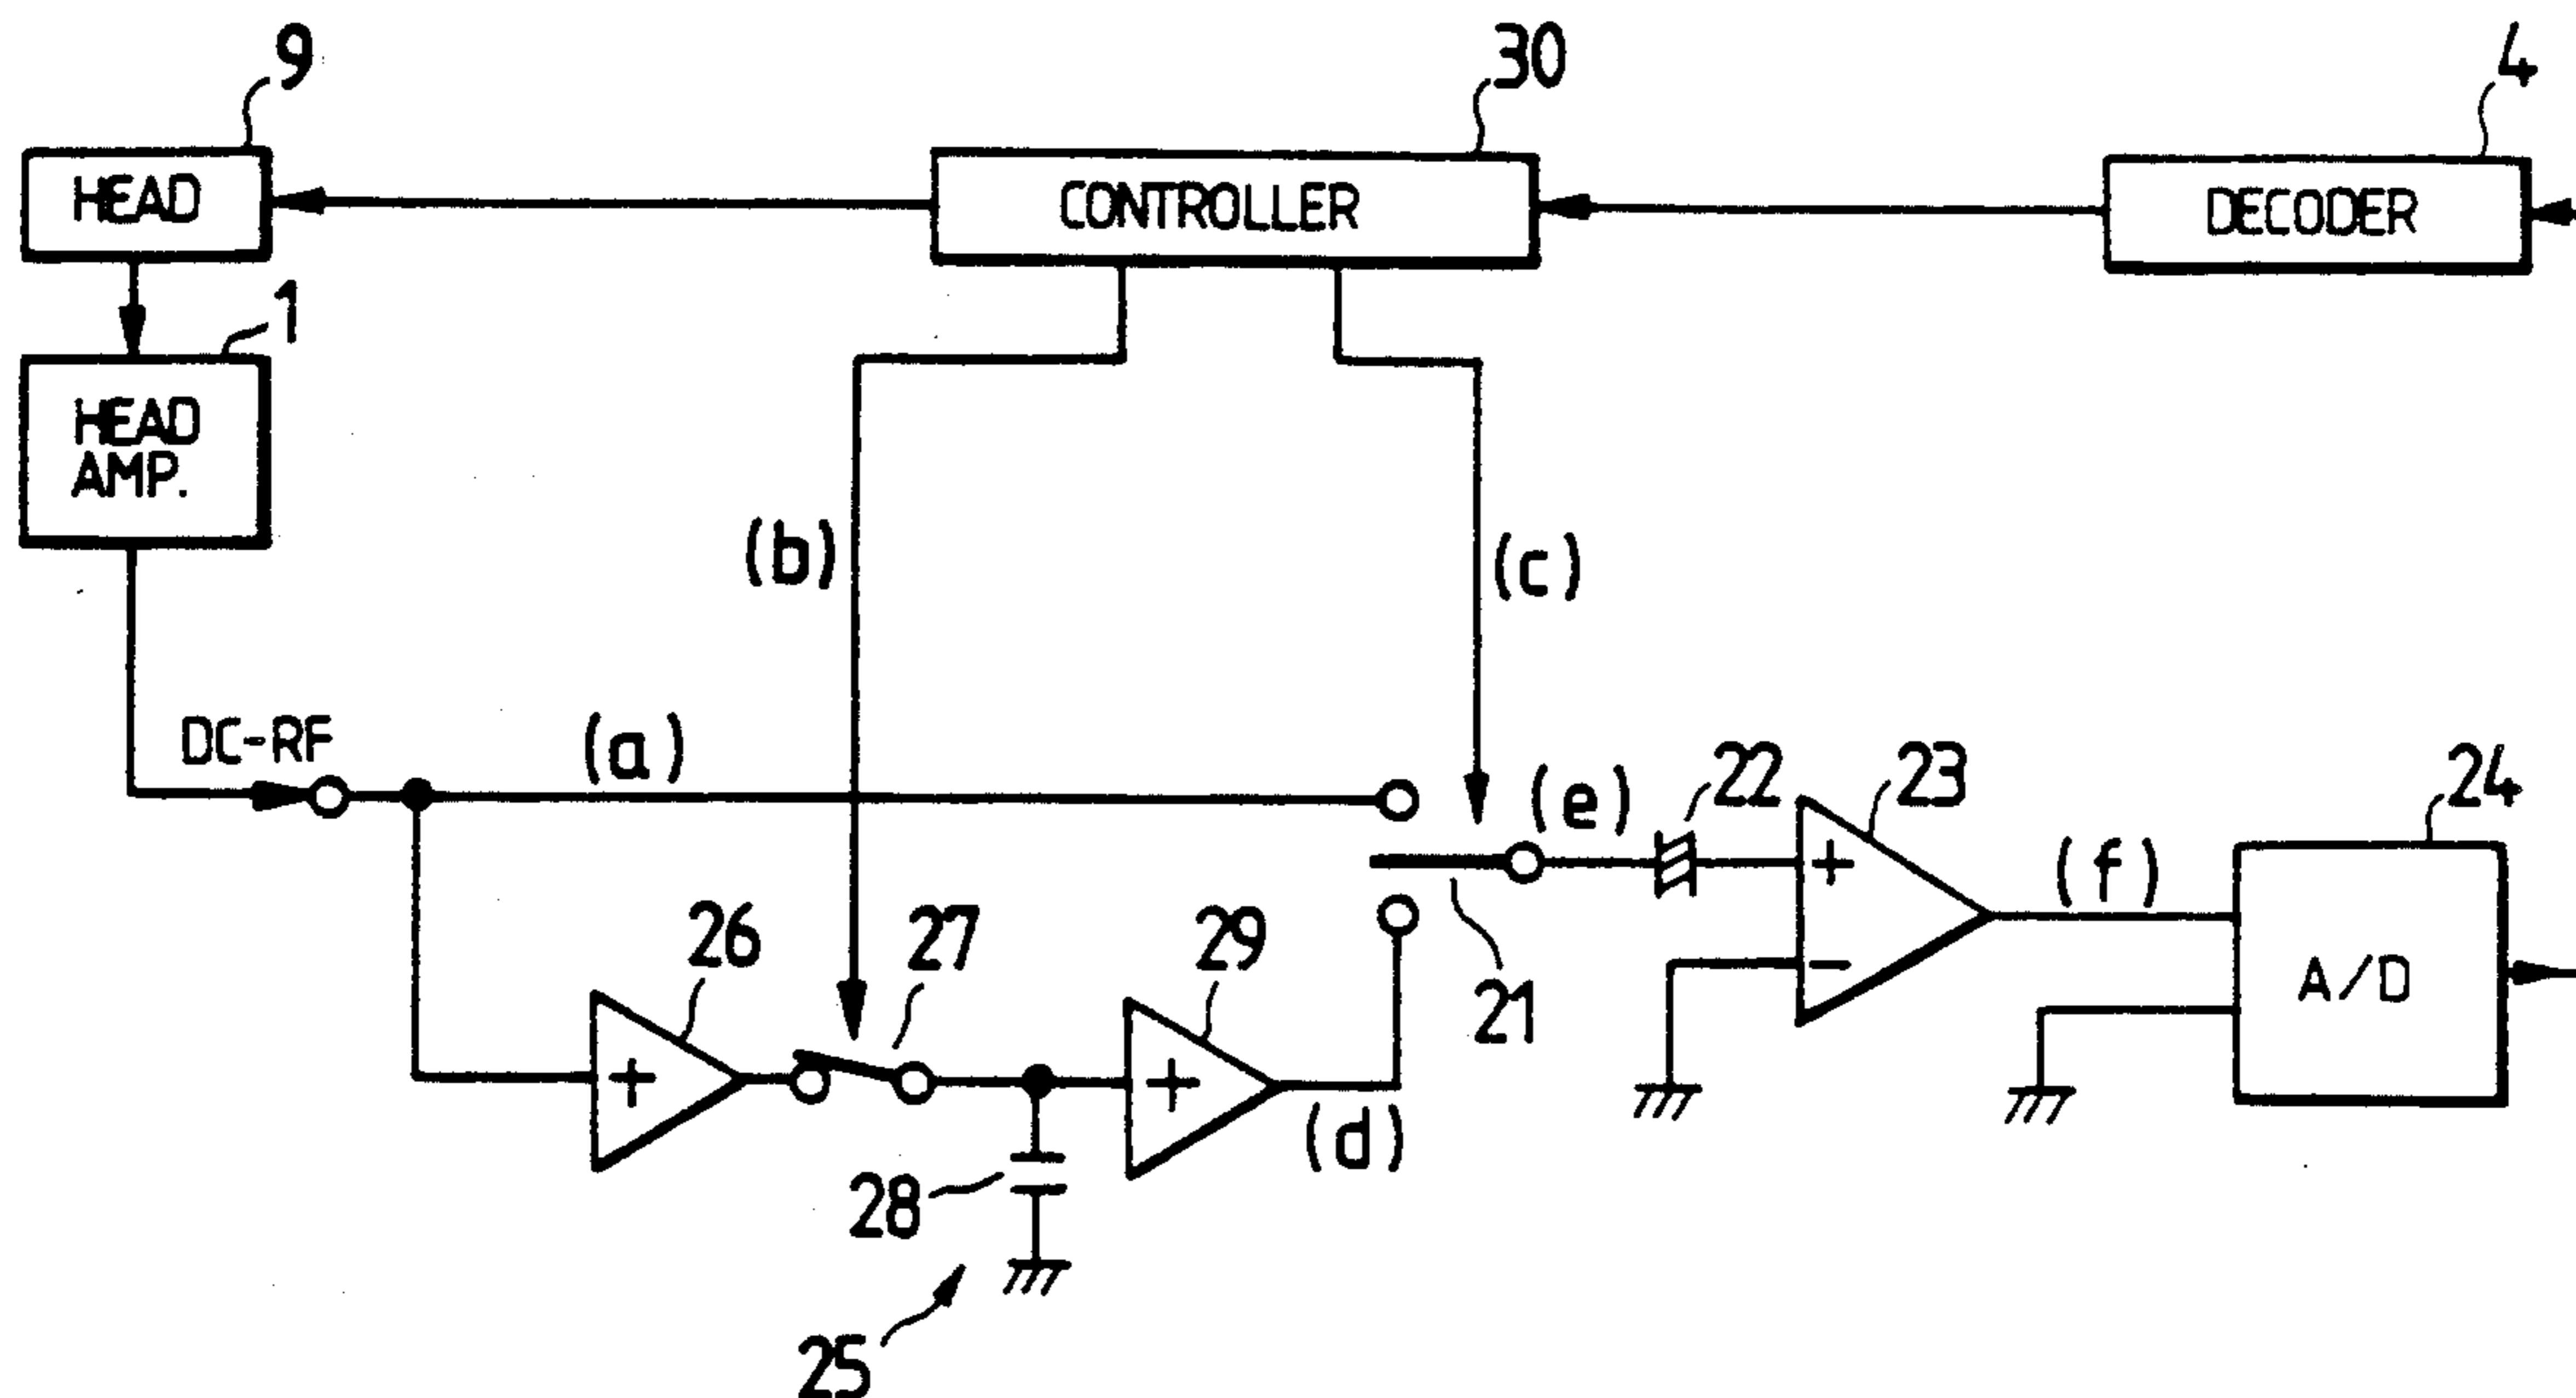 9
30
4
HEAD
CONTROLLER
DECODER
1
HEAD
AMP.
(b)
(c)
DC-RF
(a)
(e)
22
23
24
(f)
26
27
29
21
+
-
A/D
+
+
(d)
28
25